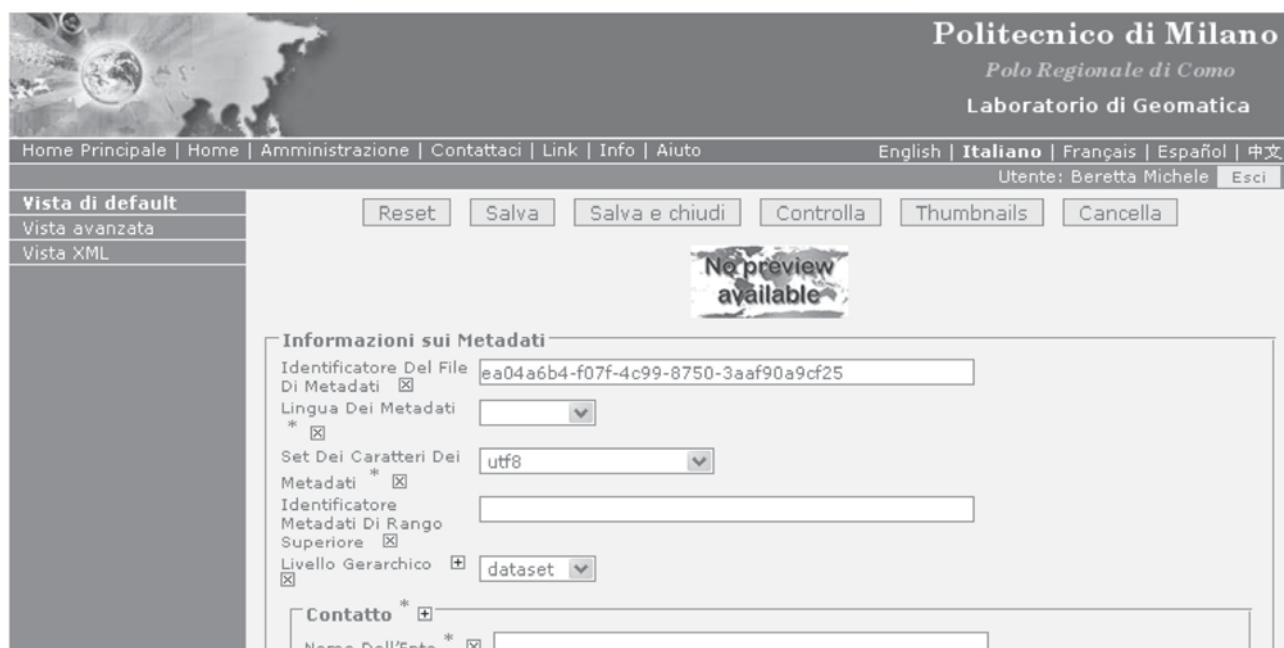 Politecnico di Milano
Polo Regionale di Como
Laboratorio di Geomatica
Home Principale | Home | Amministrazione | Contattaci | Link | Info | Aiuto
English | Italiano | Français | Español | 中文
Utente: Beretta Michele Esci
Vista di default
Vista avanzata
Vista XML
Reset Salva Salva e chiudi Controlla Thumbnails Cancella
No preview
available
Informazioni sui Metadati
Identificatore Del File
Di Metadati
ea04a6b4-f07f-4c99-8750-3aaf90a9cf25
Lingua Dei Metadati
*
Set Dei Caratteri Dei
Metadati *
utf8
Identificatore
Metadati Di Rango
Superiore
Livello Gerarchico
dataset
Contatto *
Nome Dell'Ente *